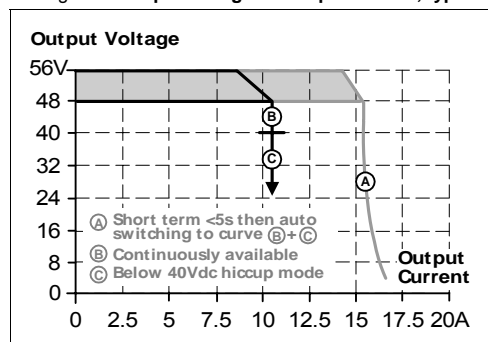 Output Voltage
56V
48
40
32
24
16
8
0
B
C
A
A Short term <5s then auto
switching to curve B+C
B Continuously available
C Below 40Vdc hiccup mode
Output
Current
0 2.5 5 7.5 10 12.5 15 17.5 20A